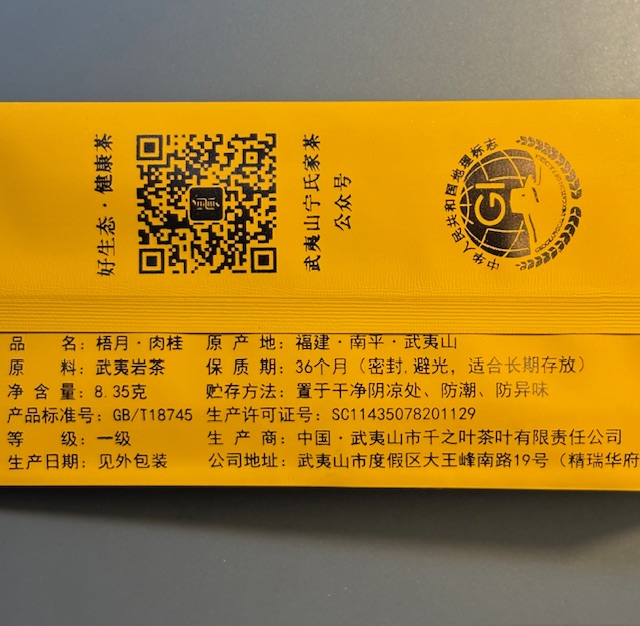 好生态·健康茶
武夷山宁氏家茶
公众号
中华人民共和国地理标志
GI
品 名：梧月·肉桂 原 产 地：福建·南平·武夷山
原 料：武夷岩茶 保 质 期：36个月（密封,避光，适合长期存放）
净 含 量：8.35克 贮存方法：置于干净阴凉处、防潮、防异味
产品标准号：GB/T18745 生产许可证号：SC11435078201129
等 级：一级 生 产 商：中国·武夷山市千之叶茶叶有限责任公司
生产日期：见外包装 公司地址：武夷山市度假区大王峰南路19号（精瑞华府